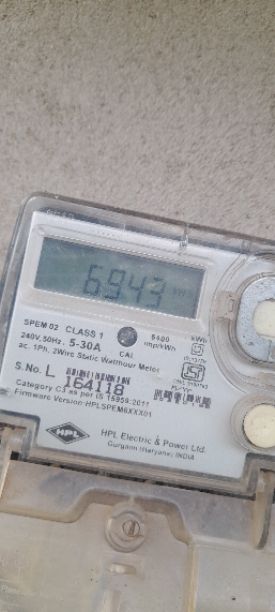 6943
SPEM 02 CLASS 1
240V, 50Hz, 5-30A CAL
ac, 1Ph, 2Wire Static Watthour Meter
imp/kWh
kWh
S.No. L 164118
Category C1 as per IS 15959:2011
Firmware Version-HPLSPEM6XXX01
HPL
HPL Electric & Power Ltd.
Gurgaon (Haryana) INDIA